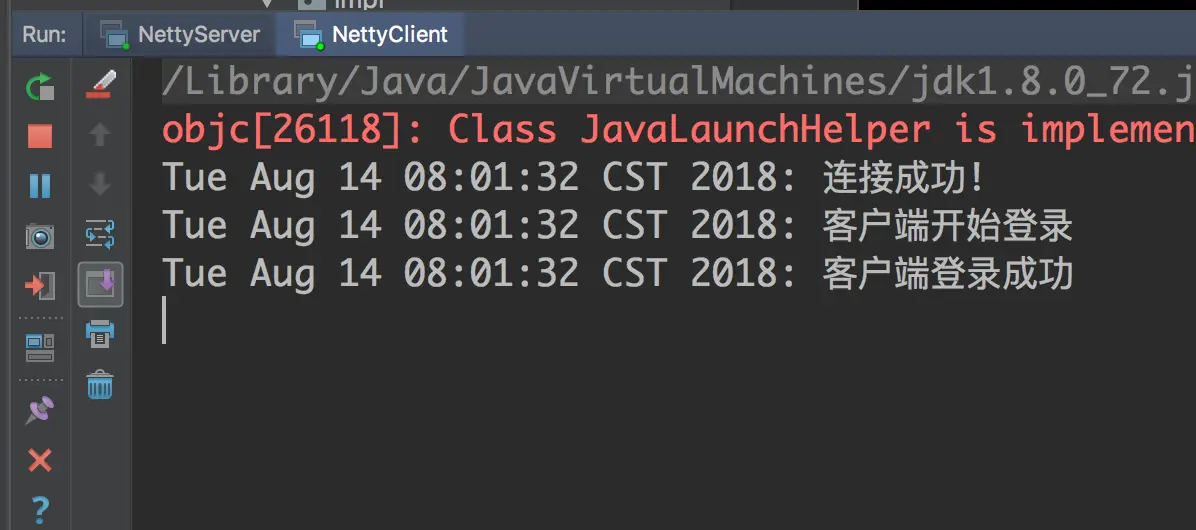 impl
Run: NettyServer NettyClient
/Library/Java/JavaVirtualMachines/jdk1.8.0_72.j
objc[26118]: Class JavaLaunchHelper is implemen
Tue Aug 14 08:01:32 CST 2018: 连接成功!
Tue Aug 14 08:01:32 CST 2018: 客户端开始登录
Tue Aug 14 08:01:32 CST 2018: 客户端登录成功